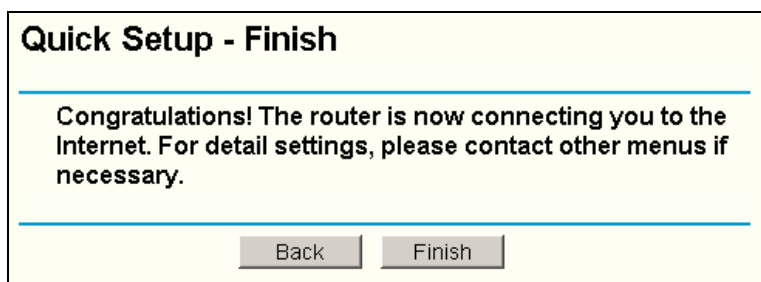 Quick Setup - Finish
Congratulations! The router is now connecting you to the
Internet. For detail settings, please contact other menus if
necessary.
Back Finish